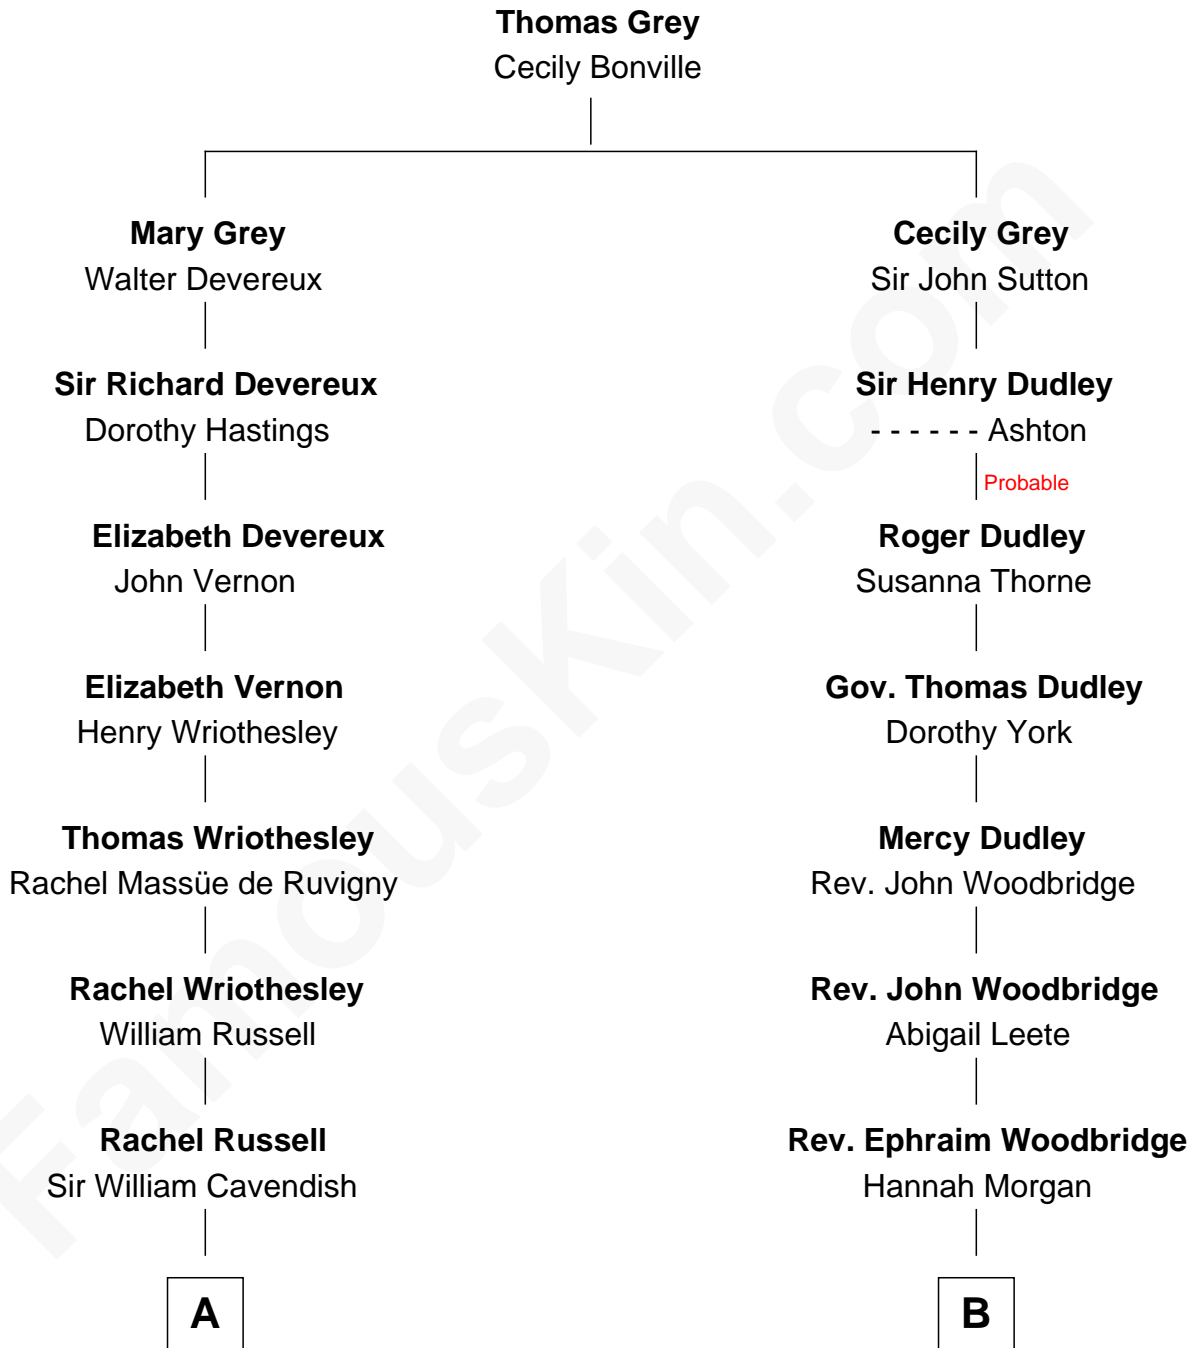 Thomas Grey
Cecily Bonville
Mary Grey
Walter Devereux
Cecily Grey
Sir John Sutton
Sir Richard Devereux
Dorothy Hastings
Sir Henry Dudley
- - - - - - Ashton
Probable
Elizabeth Devereux
John Vernon
Roger Dudley
Susanna Thorne
Elizabeth Vernon
Henry Wriothesley
Gov. Thomas Dudley
Dorothy York
Thomas Wriothesley
Rachel Massüe de Ruvigny
Mercy Dudley
Rev. John Woodbridge
Rachel Wriothesley
William Russell
Rev. John Woodbridge
Abigail Leete
Rachel Russell
Sir William Cavendish
Rev. Ephraim Woodbridge
Hannah Morgan
A
B
FamousKin.com